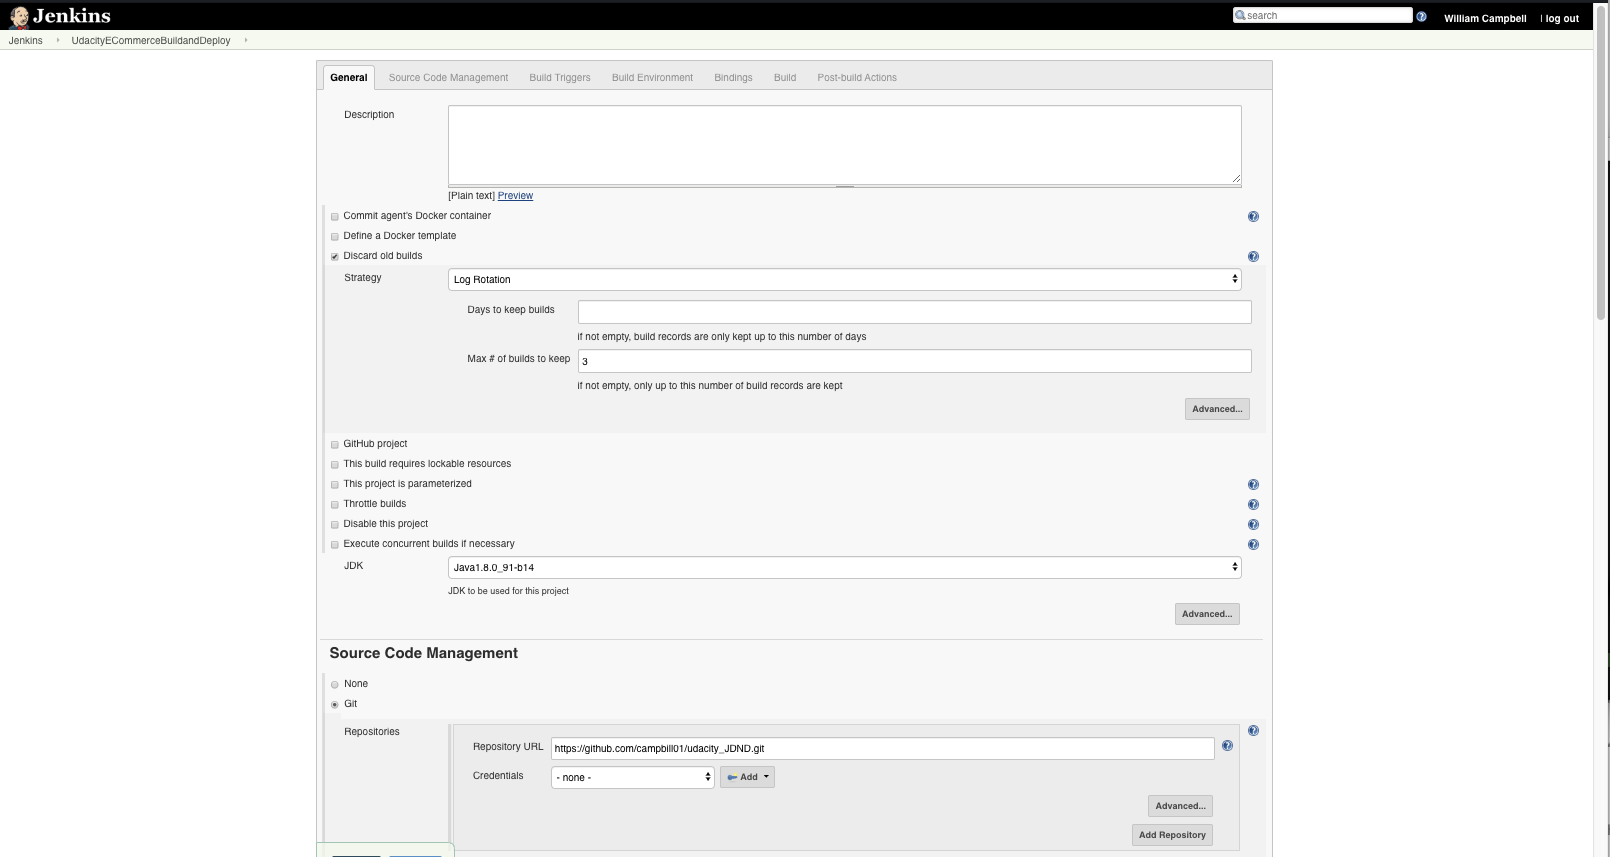 Jenkins
search
William Campbell | log out
Jenkins UdacityECommerceBuildandDeploy
General Source Code Management Build Triggers Build Environment Bindings Build Post-build Actions
Description
[Plain text] Preview
Commit agent's Docker container
Define a Docker template
Discard old builds
Strategy Log Rotation
Days to keep builds
if not empty, build records are only kept up to this number of days
Max # of builds to keep 3
if not empty, only up to this number of build records are kept
Advanced...
GitHub project
This build requires lockable resources
This project is parameterized
Throttle builds
Disable this project
Execute concurrent builds if necessary
JDK Java1.8.0_91-b14
JDK to be used for this project
Advanced...
Source Code Management
None
Git
Repositories
Repository URL https://github.com/campbill01/udacity_JDND.git
Credentials - none - Add
Advanced...
Add Repository